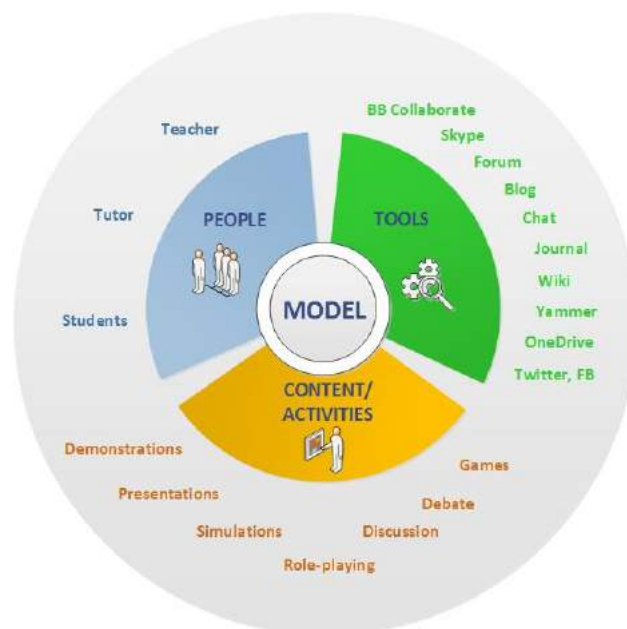 BB Collaborate
Teacher
Skype
Forum
Blog
Tutor
PEOPLE
TOOLS
Chat
Journal
Wiki
MODEL
Yammer
Students
OneDrive
Twitter, FB
CONTENT/
ACTIVITIES
Demonstrations
Games
Presentations
Debate
Simulations
Discussion
Role-playing